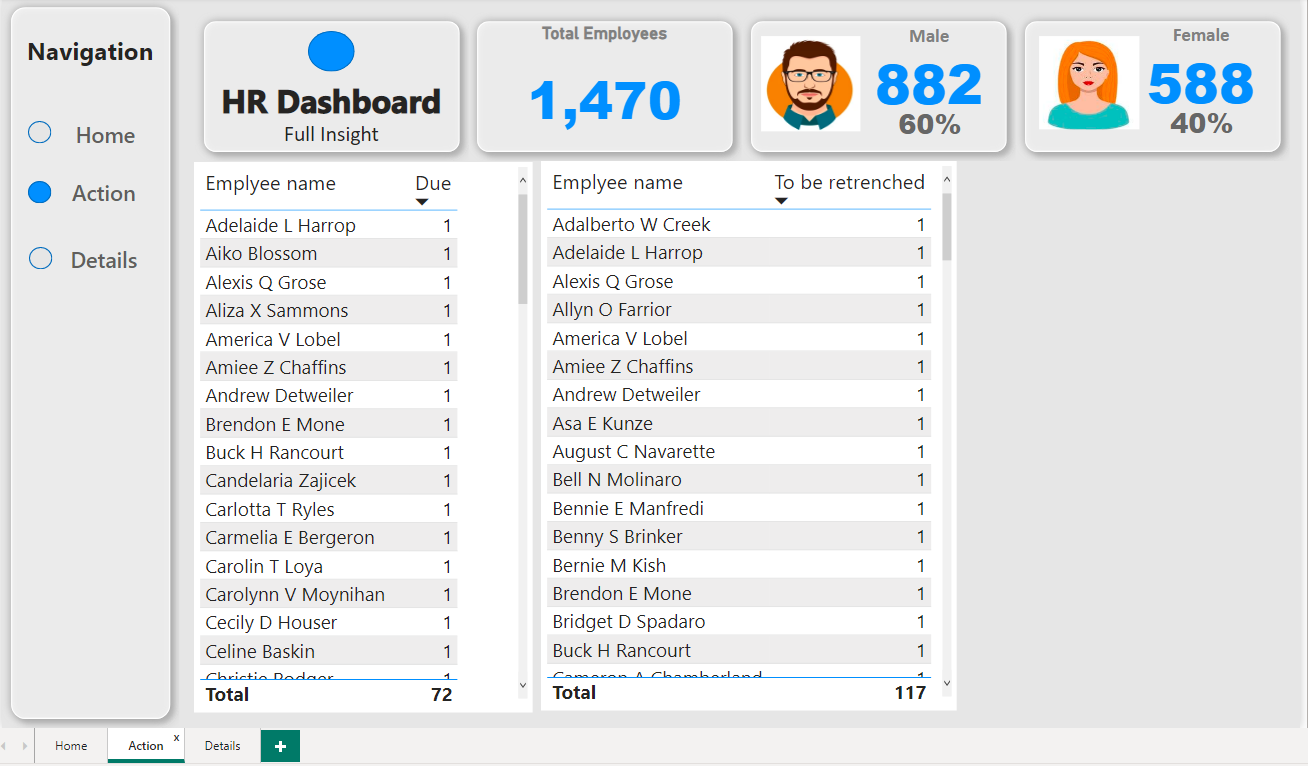 Navigation
Home
Action
Details
HR Dashboard
Full Insight
Total Employees
1,470
Male
882
60%
Female
588
40%
Emplyee name Due
Adelaide L Harrop 1
Aiko Blossom 1
Alexis Q Grose 1
Aliza X Sammons 1
America V Lobel 1
Amiee Z Chaffins 1
Andrew Detweiler 1
Brendon E Mone 1
Buck H Rancourt 1
Candelaria Zajicek 1
Carlotta T Ryles 1
Carmelia E Bergeron 1
Carolin T Loya 1
Carolynn V Moynihan 1
Cecily D Houser 1
Celine Baskin 1
Total 72
Emplyee name To be retrenched
Adalberto W Creek 1
Adelaide L Harrop 1
Alexis Q Grose 1
Allyn O Farrior 1
America V Lobel 1
Amiee Z Chaffins 1
Andrew Detweiler 1
Asa E Kunze 1
August C Navarette 1
Bell N Molinaro 1
Bennie E Manfredi 1
Benny S Brinker 1
Bernie M Kish 1
Brendon E Mone 1
Bridget D Spadaro 1
Buck H Rancourt 1
Cameron A Chamberland 1
Total 117
Home
Action x
Details
+